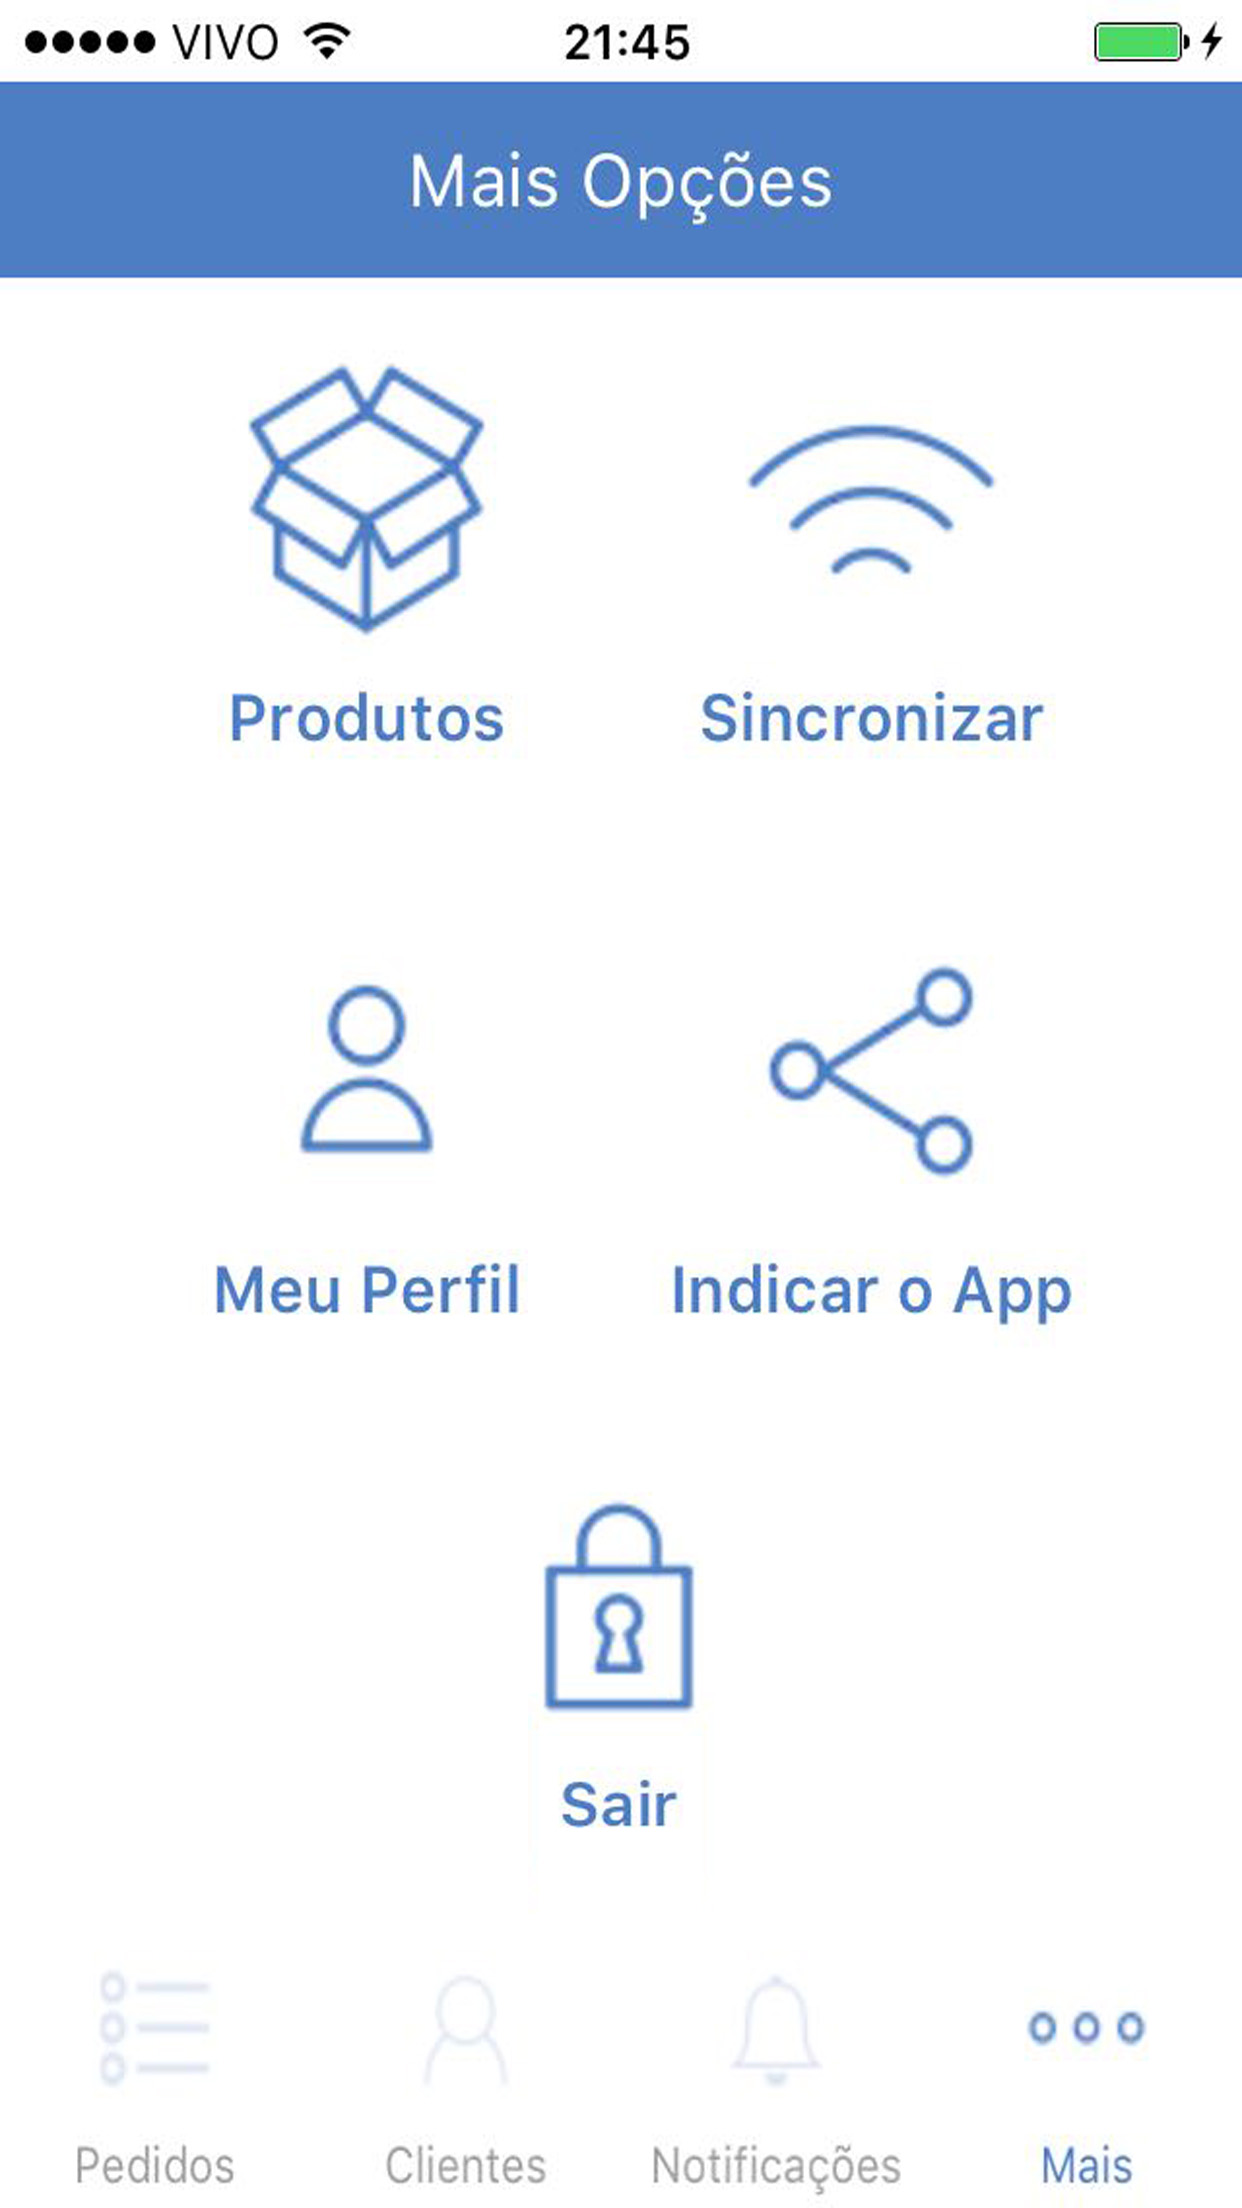 VIVO 21:45
Mais Opções
Produtos Sincronizar
Meu Perfil Indicar o App
Sair
Pedidos Clientes Notificações Mais